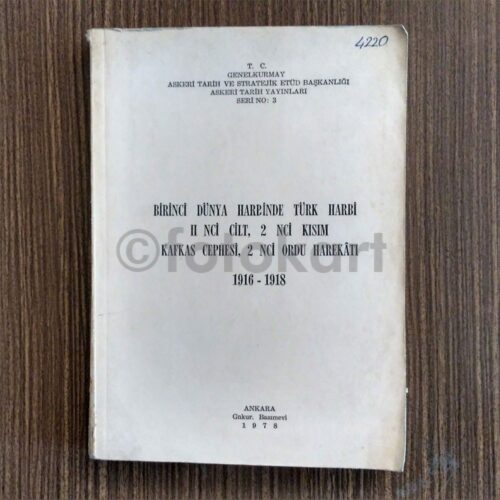 4220
T. C.
GENELKURMAY
ASKERİ TARİH VE STRATEJİK ETÜD BAŞKANLIĞI
ASKERİ TARİH YAYINLARI
SERİ NO: 3
BİRİNCİ DÜNYA HARBİNDE TÜRK HARBİ
II NCİ CİLT, 2 NCİ KISIM
KAFKAS CEPHESİ, 2 NCİ ORDU HAREKÂTI
©fotokart
1916 - 1918
ANKARA
Gnkur. Basımevi
1978